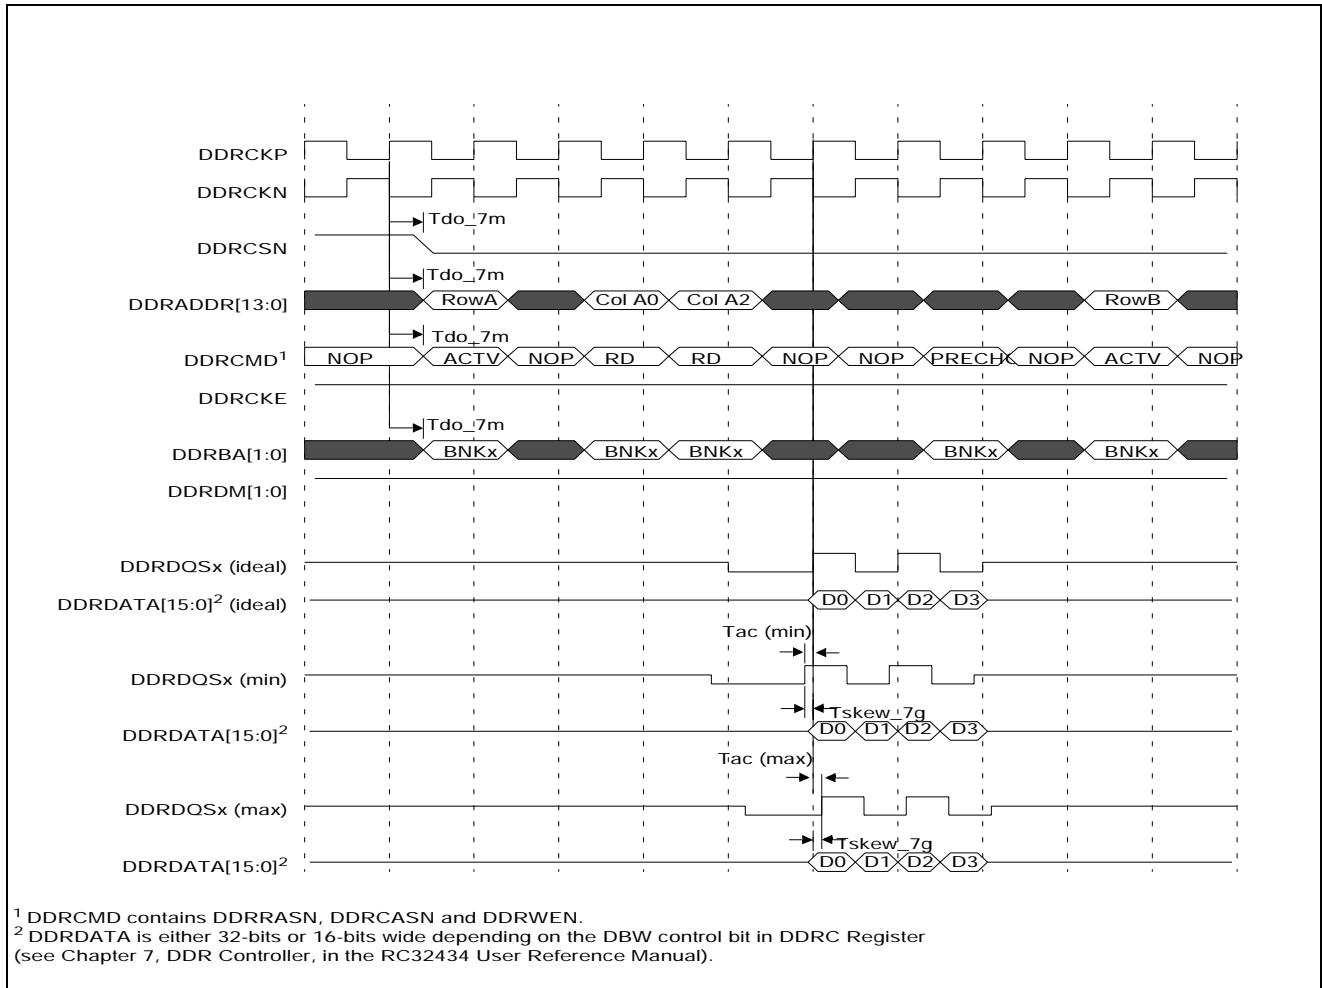 DDRCKP
DDRCKN
Tdo_7m
DDRCSN
Tdo_7m
DDRADDR[13:0] RowA Col A0 Col A2 RowB
Tdo_7m
DDRCMD1 NOP ACTV NOP RD RD NOP NOP PRECHG NOP ACTV NOP
DDRCKE
Tdo_7m
DDRBA[1:0] BNKx BNKx BNKx BNKx BNKx
DDRDM[1:0]
DDRDQSx (ideal)
DDRDATA[15:0]2 (ideal) D0 D1 D2 D3
Tac (min)
DDRDQSx (min)
Tskew_7g
DDRDATA[15:0]2 D0 D1 D2 D3
Tac (max)
DDRDQSx (max)
Tskew_7g
DDRDATA[15:0]2 D0 D1 D2 D3
1 DDRCMD contains DDRRASN, DDRCASN and DDRWEN.
2 DDRDATA is either 32-bits or 16-bits wide depending on the DBW control bit in DDRC Register
(see Chapter 7, DDR Controller, in the RC32434 User Reference Manual).